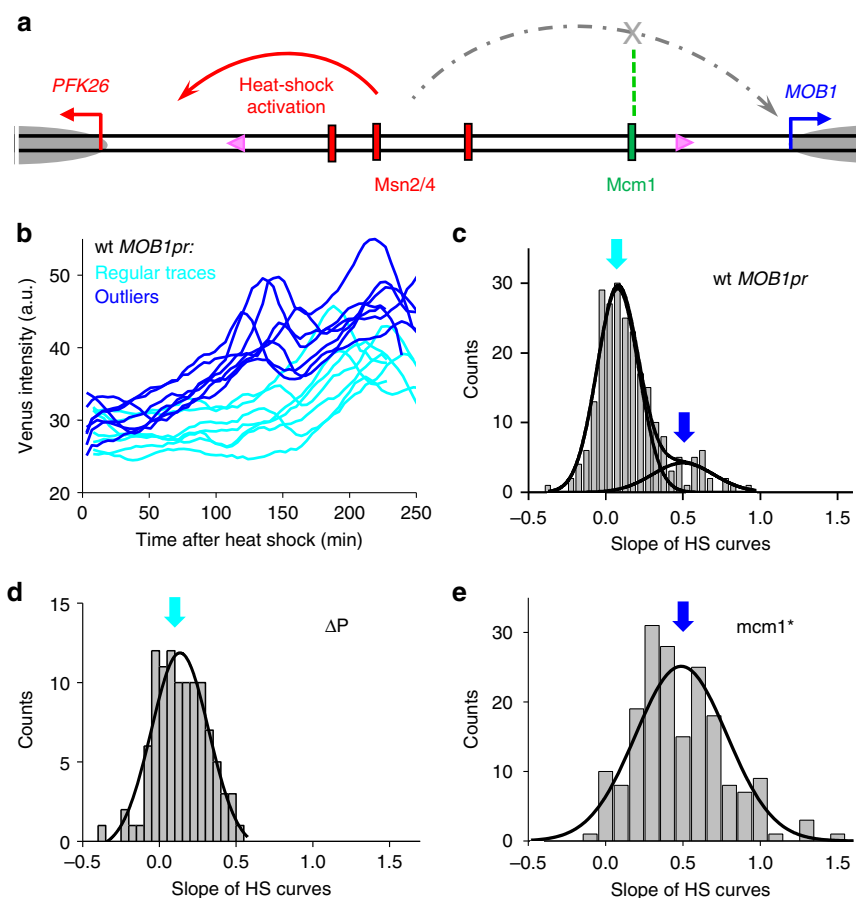 a
PFK26
Heat-shock
activation
MOB1
Msn2/4
Mcm1
b
wt MOB1pr:
Regular traces
Outliers
Venus intensity (a.u.)
50
40
30
20
0 50 100 150 200 250
Time after heat shock (min)
c
wt MOB1pr
Counts
30
20
10
0
−0.5 0.0 0.5 1.0 1.5
Slope of HS curves
d
ΔP
Counts
15
10
5
0
−0.5 0.0 0.5 1.0 1.5
Slope of HS curves
e
mcm1*
Counts
30
20
10
0
−0.5 0.0 0.5 1.0 1.5
Slope of HS curves